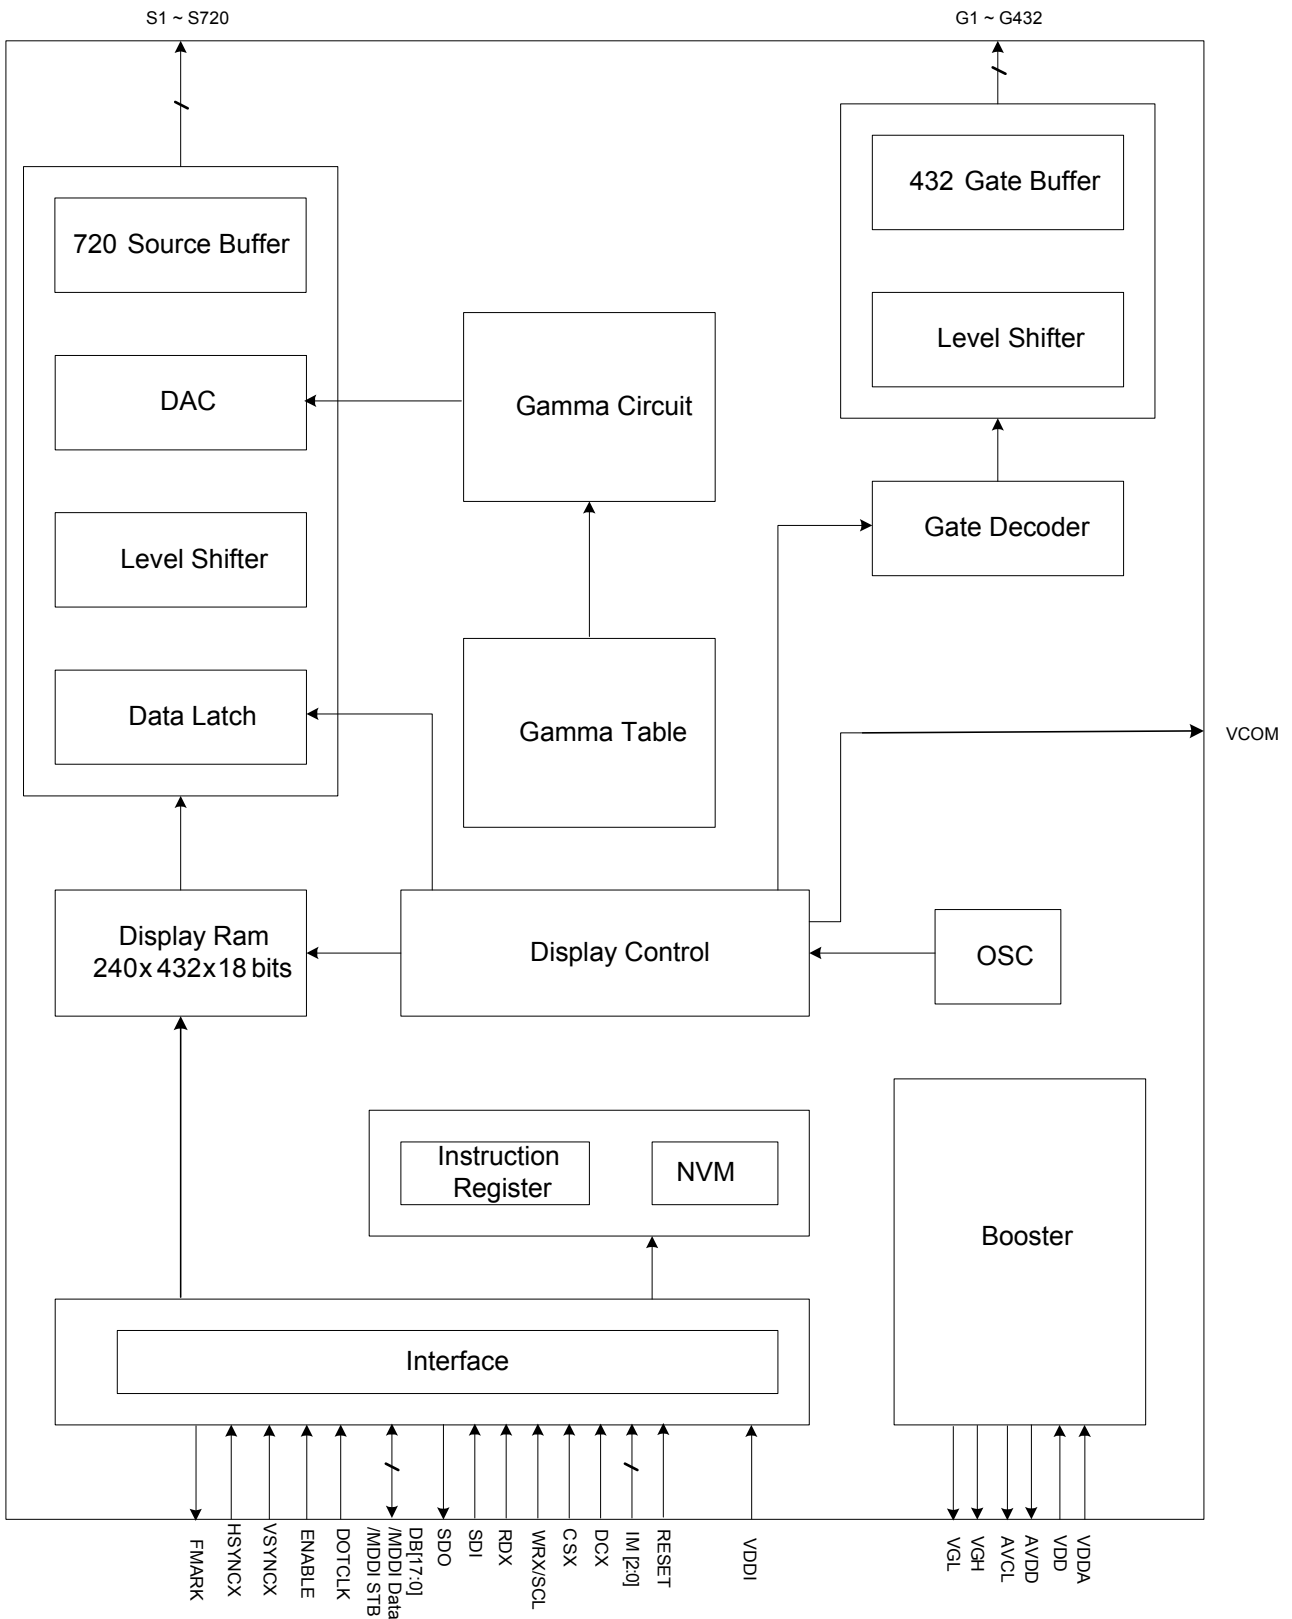 S1 ~ S720
G1 ~ G432
432 Gate Buffer
720 Source Buffer
Level Shifter
DAC
Gamma Circuit
Gate Decoder
Level Shifter
Data Latch
Gamma Table
VCOM
Display Ram
240x 432x18 bits
Display Control
OSC
Instruction
Register
NVM
Booster
Interface
FMARK
HSYNCX
VSYNCX
ENABLE
DOTCLK
DB[17:0]
/MDDI Data
/MDDI STB
SDO
SDI
RDX
WRX/SCL
CSX
DCX
IM [2:0]
RESET
VDDI
VGL
VGH
AVCL
AVDD
VDD
VDDA